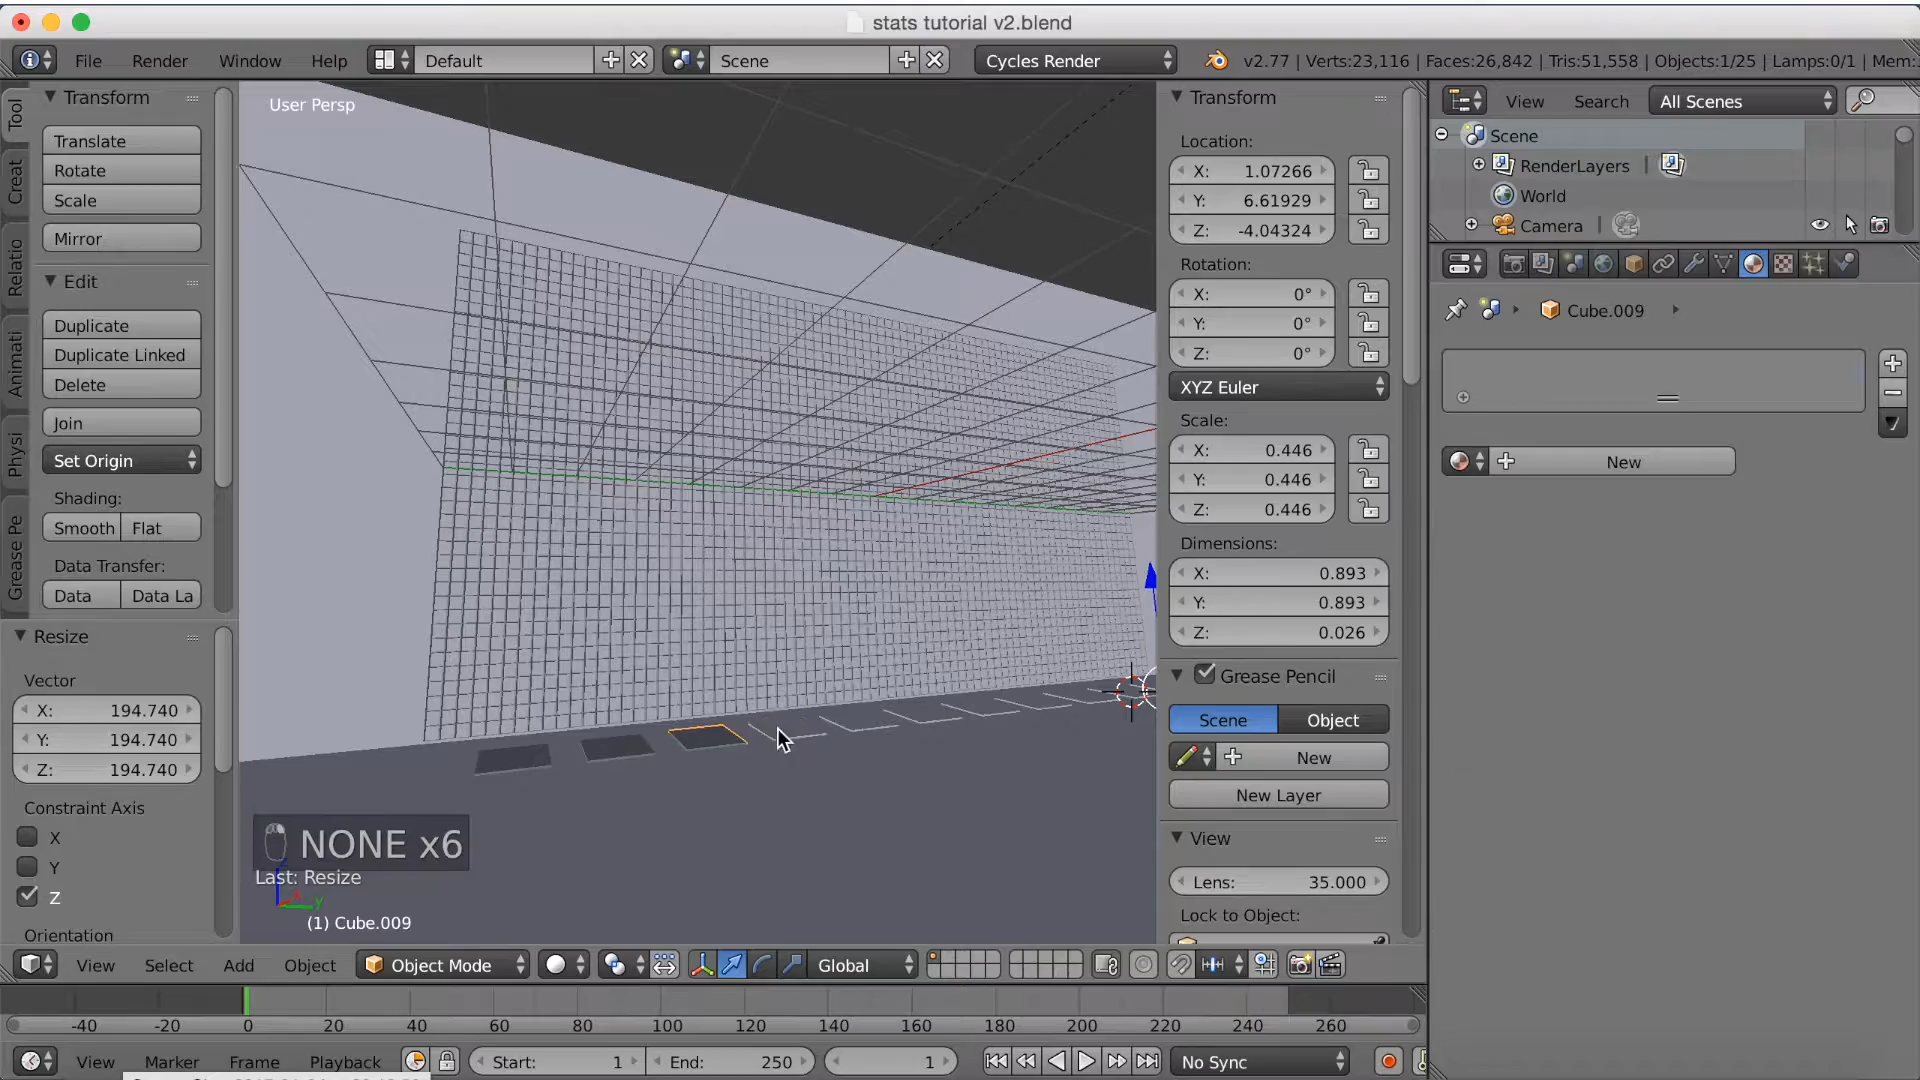 stats tutorial v2.blend
File Render Window Help Default Scene Cycles Render v2.77 | Verts:23,116 | Faces:26,842 | Tris:51,558 | Objects:1/25 | Lamps:0/1 | Mem:
Tool
Creat
Relatio
Animati
Physi
Grease Pe
Transform
Translate
Rotate
Scale
Mirror
Edit
Duplicate
Duplicate Linked
Delete
Join
Set Origin
Shading:
Smooth Flat
Data Transfer:
Data Data La
Resize
Vector
X: 194.740
Y: 194.740
Z: 194.740
Constraint Axis
X
Y
Z
Orientation
User Persp
NONE x6
Last: Resize
(1) Cube.009
Transform
Location:
X: 1.07266
Y: 6.61929
Z: -4.04324
Rotation:
X: 0°
Y: 0°
Z: 0°
XYZ Euler
Scale:
X: 0.446
Y: 0.446
Z: 0.446
Dimensions:
X: 0.893
Y: 0.893
Z: 0.026
Grease Pencil
Scene Object
New
New Layer
View
Lens: 35.000
Lock to Object:
View Search All Scenes
Scene
RenderLayers
World
Camera
Cube.009
New
View Select Add Object Object Mode Global
-40 -20 0 20 40 60 80 100 120 140 160 180 200 220 240 260
View Marker Frame Playback Start: 1 End: 250 1 No Sync